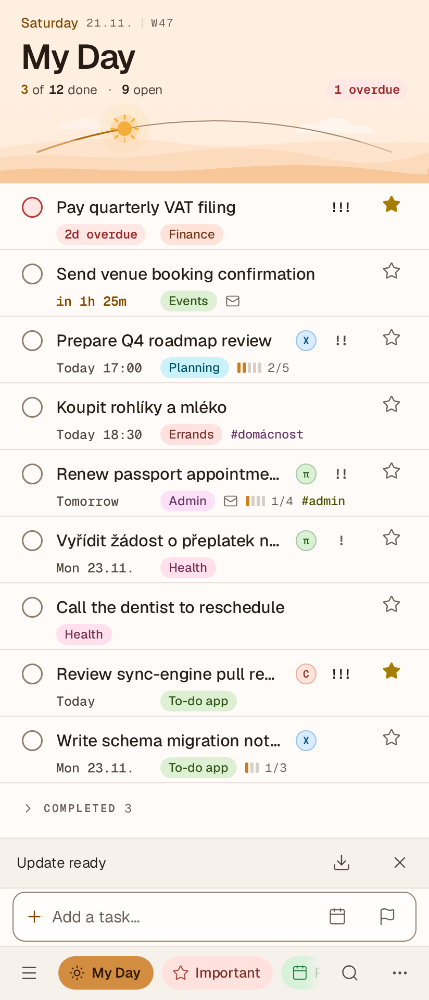 Saturday 21.11. | W47
My Day
3 of 12 done · 9 open
1 overdue
Pay quarterly VAT filing !!!
2d overdue Finance
Send venue booking confirmation
in 1h 25m Events
Prepare Q4 roadmap review X !!
Today 17:00 Planning 2/5
Koupit rohlíky a mléko
Today 18:30 Errands #domácnost
Renew passport appointme… π !!
Tomorrow Admin 1/4 #admin
Vyřídit žádost o přeplatek n… π !
Mon 23.11. Health
Call the dentist to reschedule
Health
Review sync-engine pull re… C !!!
Today To-do app
Write schema migration not… X
Mon 23.11. To-do app 1/3
COMPLETED 3
Update ready
Add a task…
My Day Important